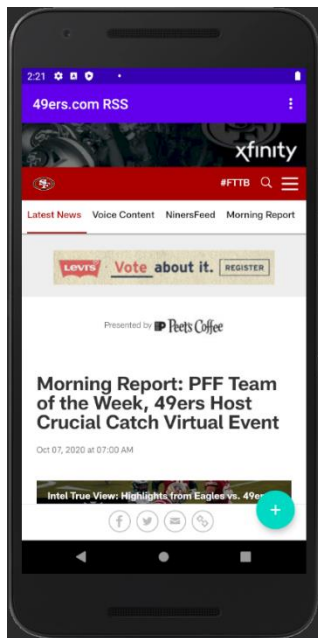 2:21
49ers.com RSS
xfinity
#FTTB
Latest News Voice Content NinersFeed Morning Report
LEVI'S Vote about it. REGISTER
Presented by Peet's Coffee
Morning Report: PFF Team
of the Week, 49ers Host
Crucial Catch Virtual Event
Oct 07, 2020 at 07:00 AM
Intel True View: Highlights from Eagles vs. 49e